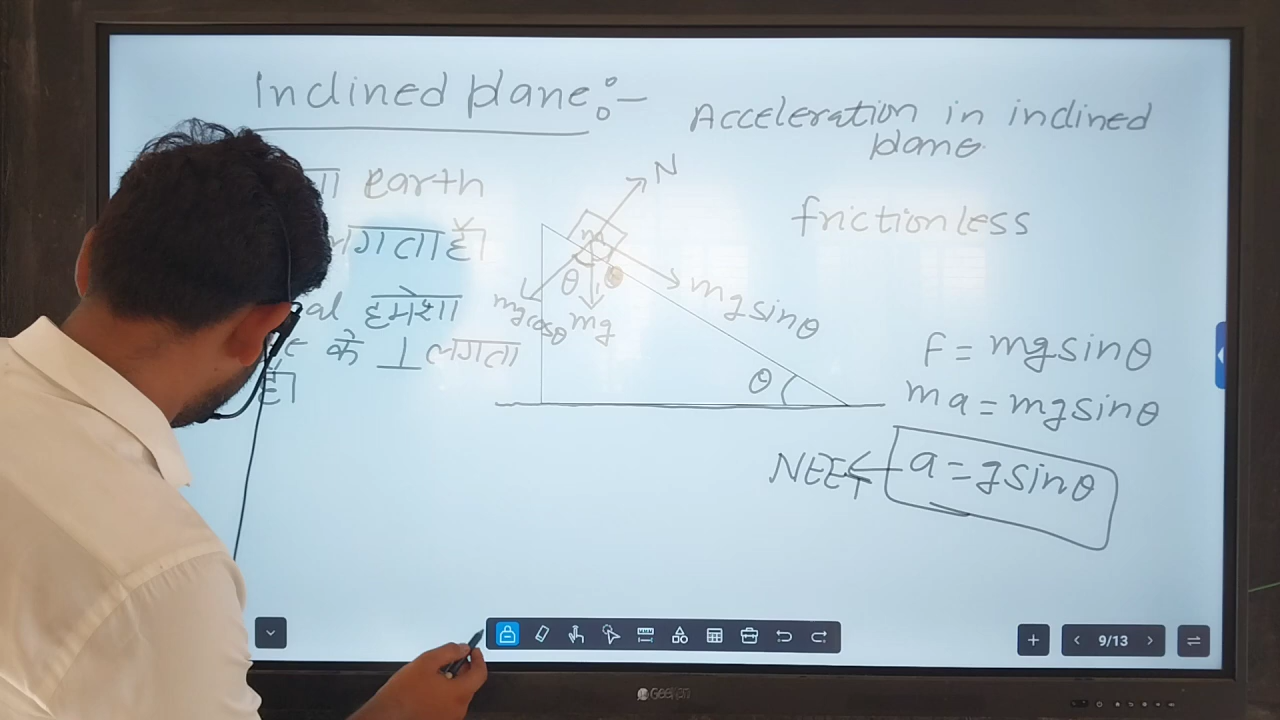 Inclined plane :-
Acceleration in inclined
plane
frictionless
earth
लगता है।
हमेशा
के ⊥ लगता
है।
N
m
θ
θ
mg sinθ
mg cosθ
mg
θ
F = mg sinθ
ma = mg sinθ
NEET ← a = g sinθ
9/13
GeeKan